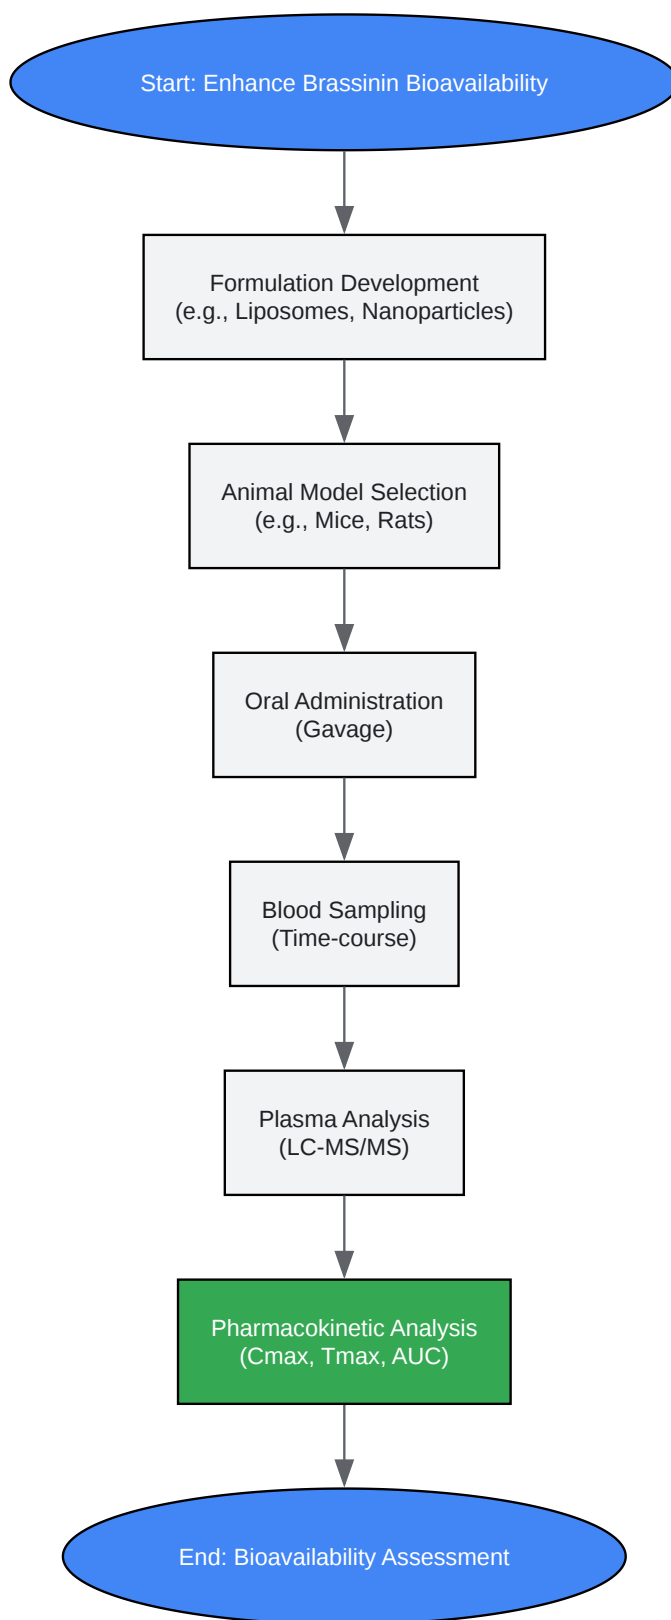 Start: Enhance Brassinin Bioavailability
Formulation Development
(e.g., Liposomes, Nanoparticles)
Animal Model Selection
(e.g., Mice, Rats)
Oral Administration
(Gavage)
Blood Sampling
(Time-course)
Plasma Analysis
(LC-MS/MS)
Pharmacokinetic Analysis
(Cmax, Tmax, AUC)
End: Bioavailability Assessment